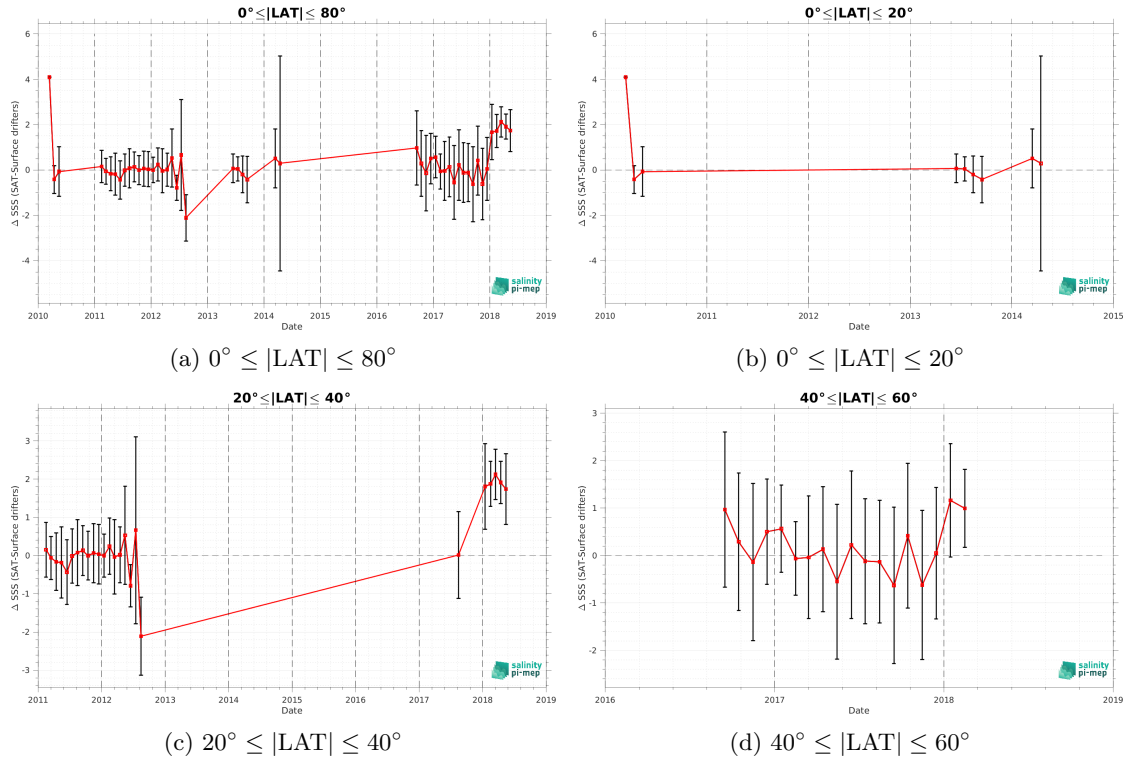 0°≤|LAT|≤ 80°
6
4
2
0
-2
-4
Δ SSS (SAT-Surface drifters)
2010 2011 2012 2013 2014 2015 2016 2017 2018 2019
Date
salinity
pi-mep
(a) 0° ≤ |LAT| ≤ 80°
0°≤|LAT|≤ 20°
6
4
2
0
-2
-4
Δ SSS (SAT-Surface drifters)
2010 2011 2012 2013 2014 2015
Date
salinity
pi-mep
(b) 0° ≤ |LAT| ≤ 20°
20°≤|LAT|≤ 40°
3
2
1
0
-1
-2
-3
Δ SSS (SAT-Surface drifters)
2011 2012 2013 2014 2015 2016 2017 2018 2019
Date
salinity
pi-mep
(c) 20° ≤ |LAT| ≤ 40°
40°≤|LAT|≤ 60°
3
2
1
0
-1
-2
Δ SSS (SAT-Surface drifters)
2016 2017 2018 2019
Date
salinity
pi-mep
(d) 40° ≤ |LAT| ≤ 60°